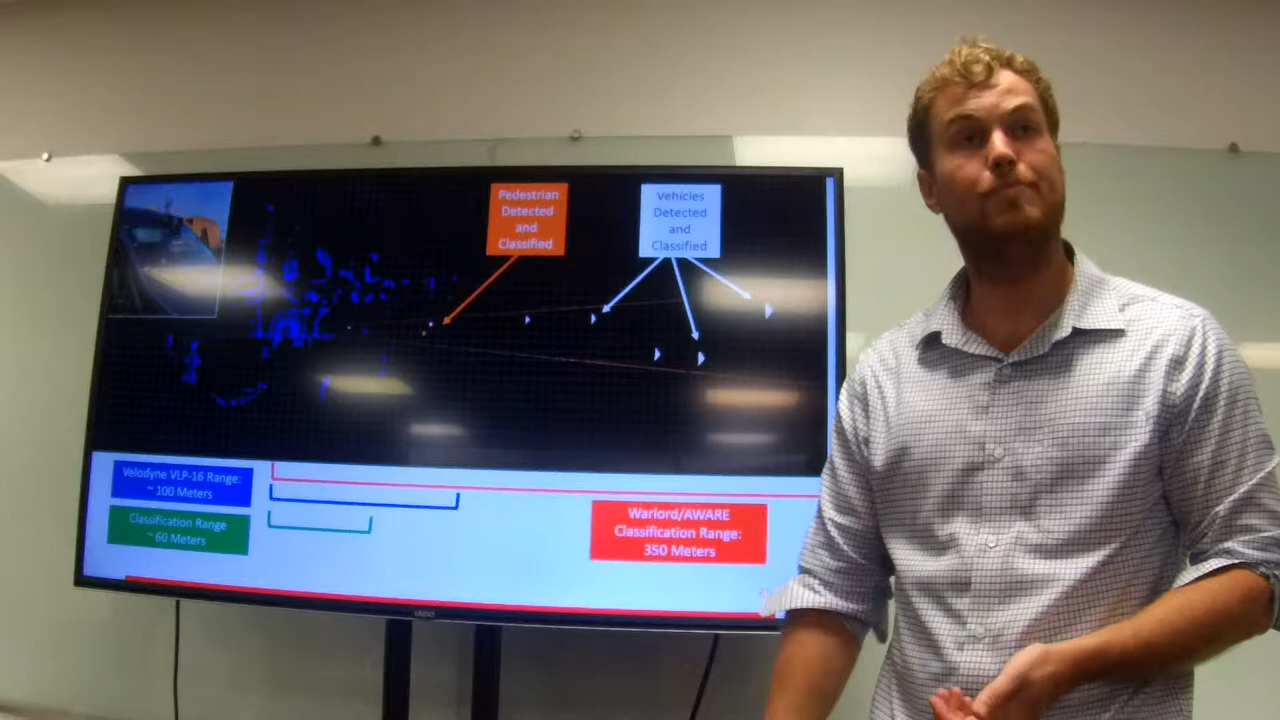 Pedestrian
Detected
and
Classified
Vehicles
Detected
and
Classified
Velodyne VLP-16 Range:
~ 100 Meters
Classification Range
~ 60 Meters
Warlord/AWARE
Classification Range:
350 Meters
VIZIO